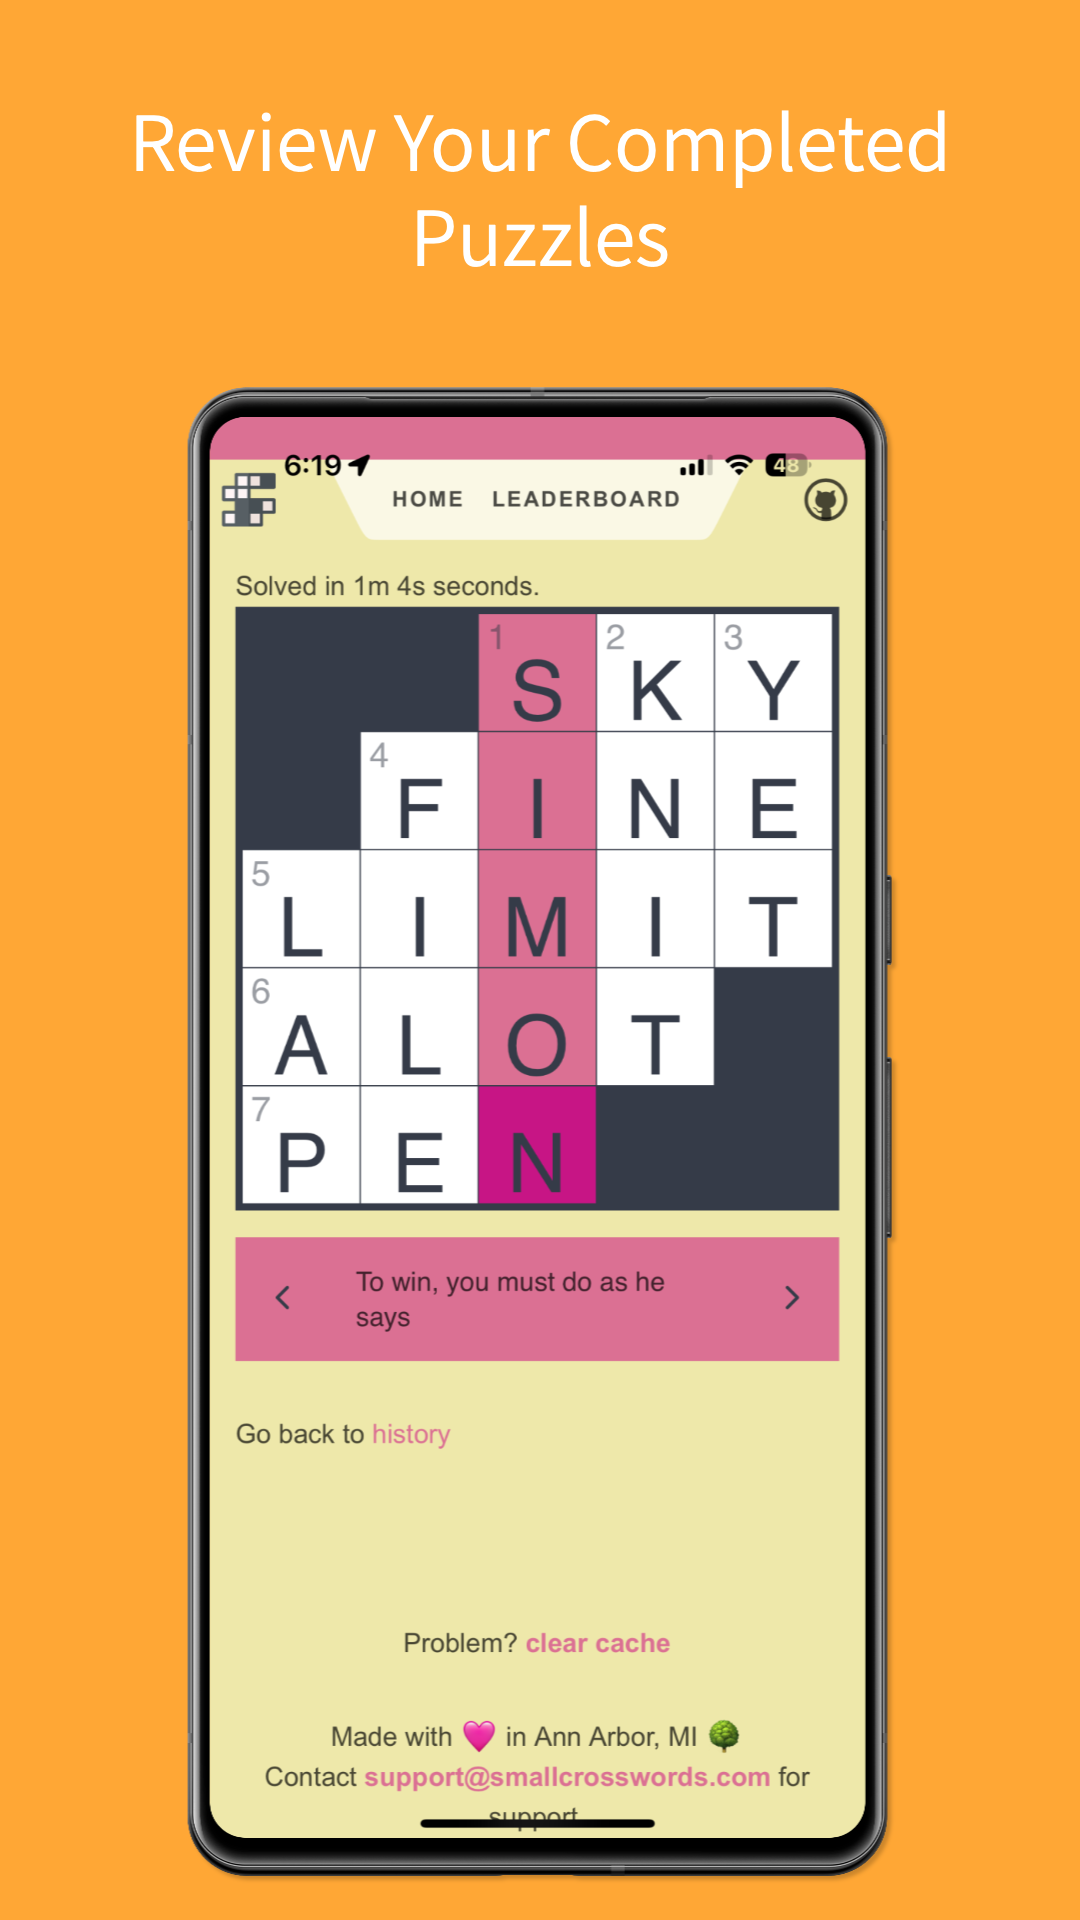 Review Your Completed
Puzzles
6:19
48
HOME LEADERBOARD
Solved in 1m 4s seconds.
1 S 2 K 3 Y
4 F I N E
5 L I M I T
6 A L O T
7 P E N
To win, you must do as he
says
Go back to history
Problem? clear cache
Made with 🩷 in Ann Arbor, MI 🌳
Contact support@smallcrosswords.com for
support